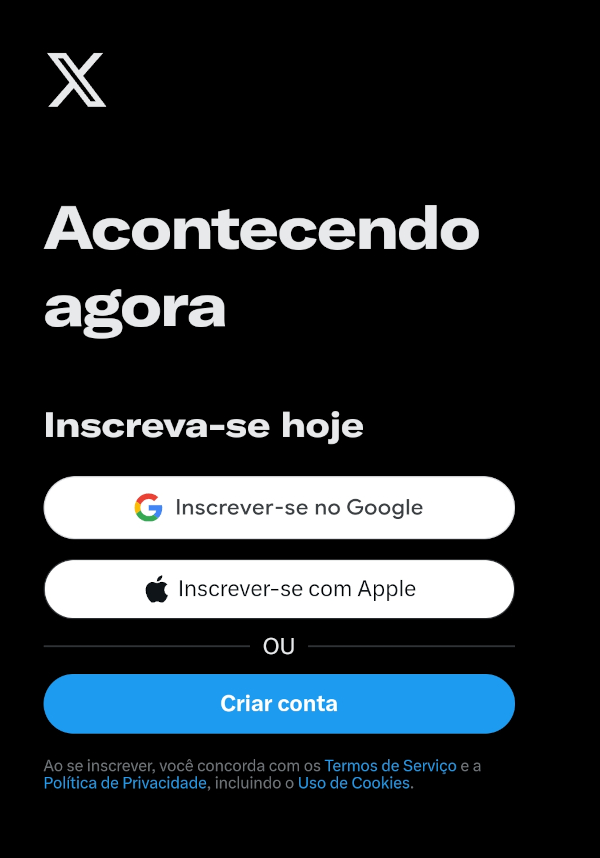 Acontecendo
agora
Inscreva-se hoje
Inscrever-se no Google
Inscrever-se com Apple
OU
Criar conta
Ao se inscrever, você concorda com os Termos de Serviço e a
Política de Privacidade, incluindo o Uso de Cookies.